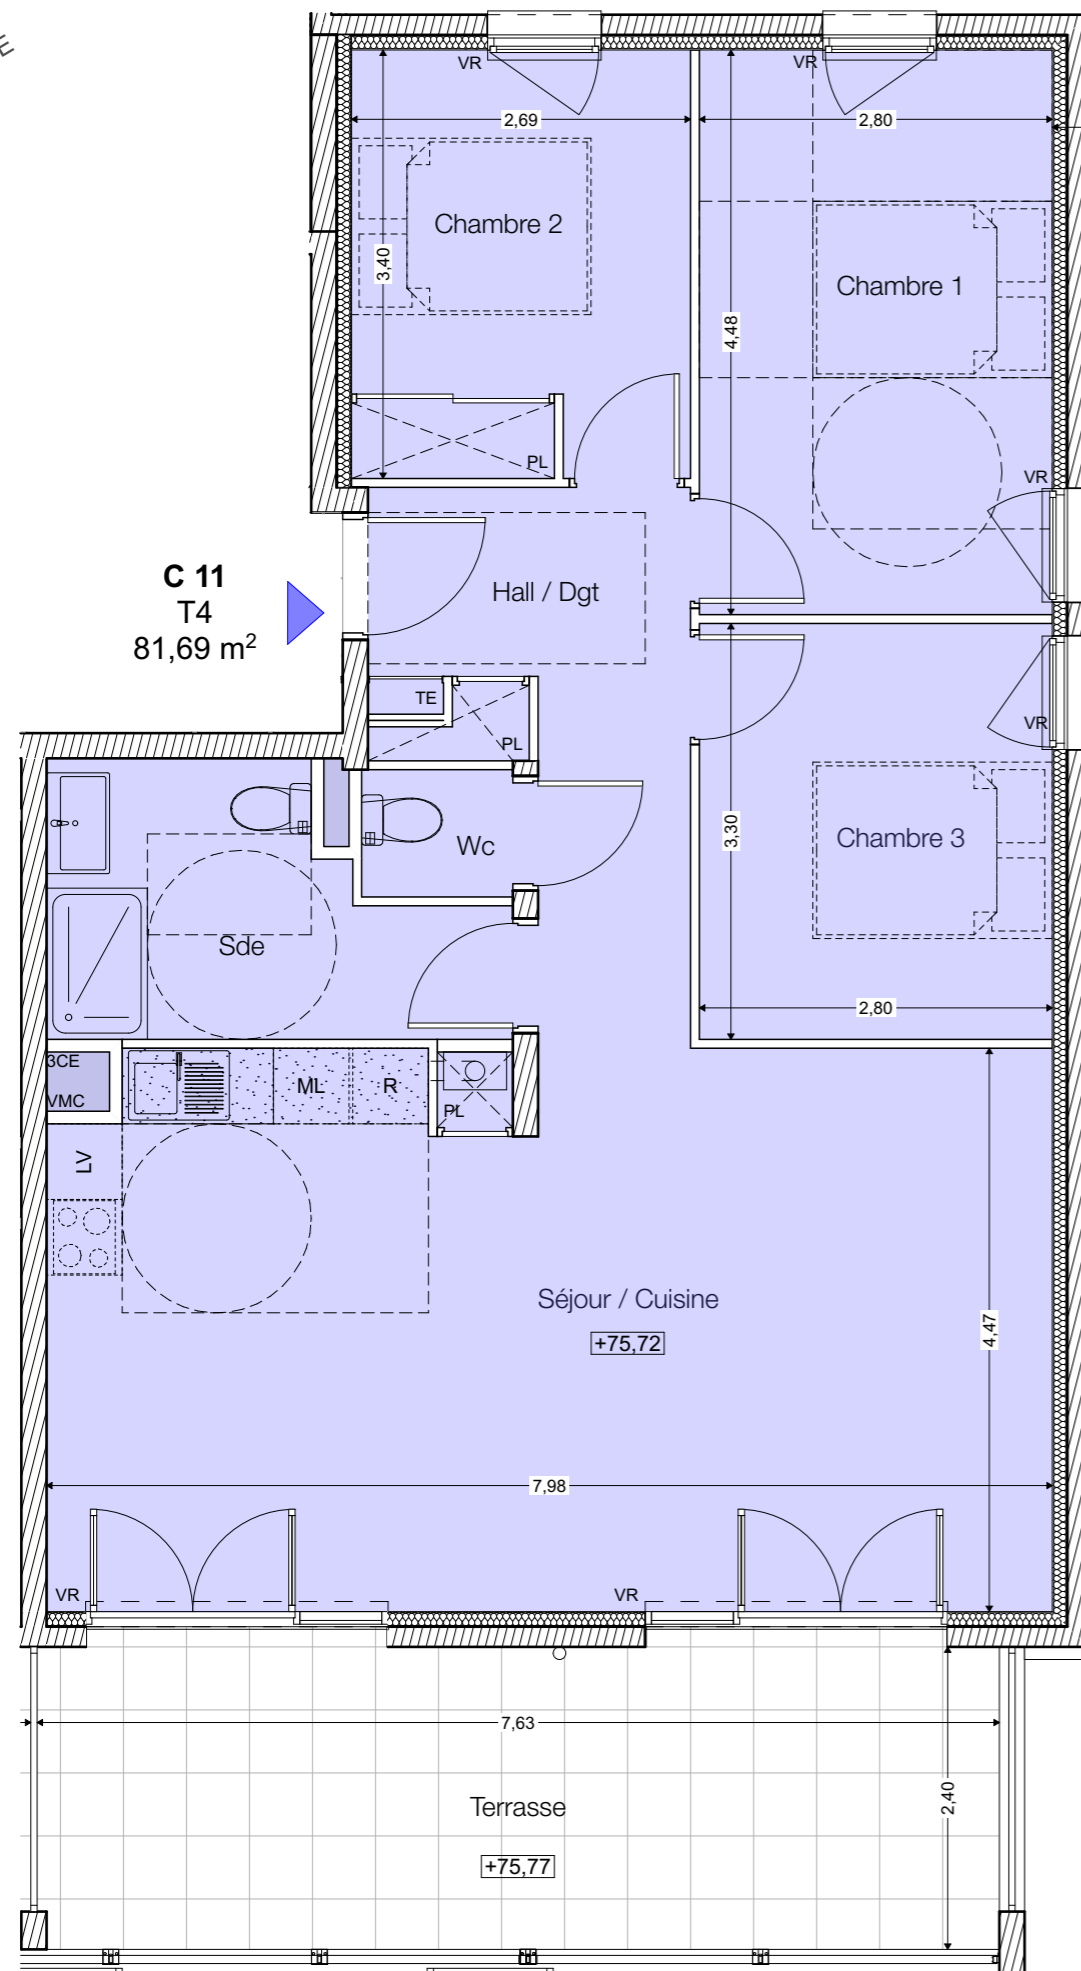 E
VR
VR
2,69
2,80
Chambre 2
3,40
Chambre 1
4,48
PL
VR
C 11
T4
81,69 m²
Hall / Dgt
TE
PL
VR
Wc
3,30
Chambre 3
Sde
2,80
3CE
VMC
ML
R
PL
LV
Séjour / Cuisine
+75,72
4,47
7,98
VR
VR
7,63
Terrasse
2,40
+75,77